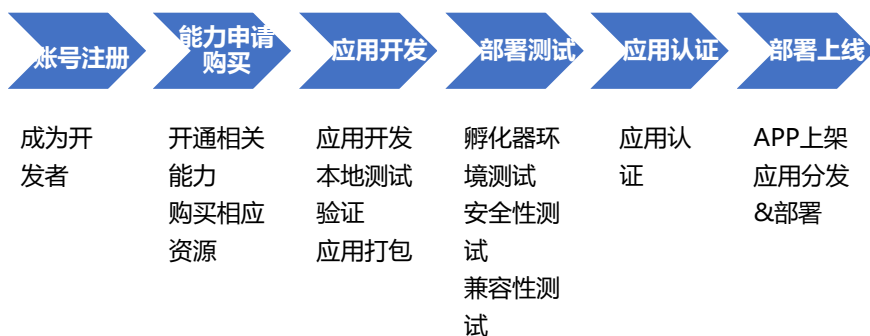 账号注册
能力申请
购买
应用开发
部署测试
应用认证
部署上线
成为开
发者
开通相关
能力
购买相应
资源
应用开发
本地测试
验证
应用打包
孵化器环
境测试
安全性测
试
兼容性测
试
应用认
证
APP上架
应用分发
&部署